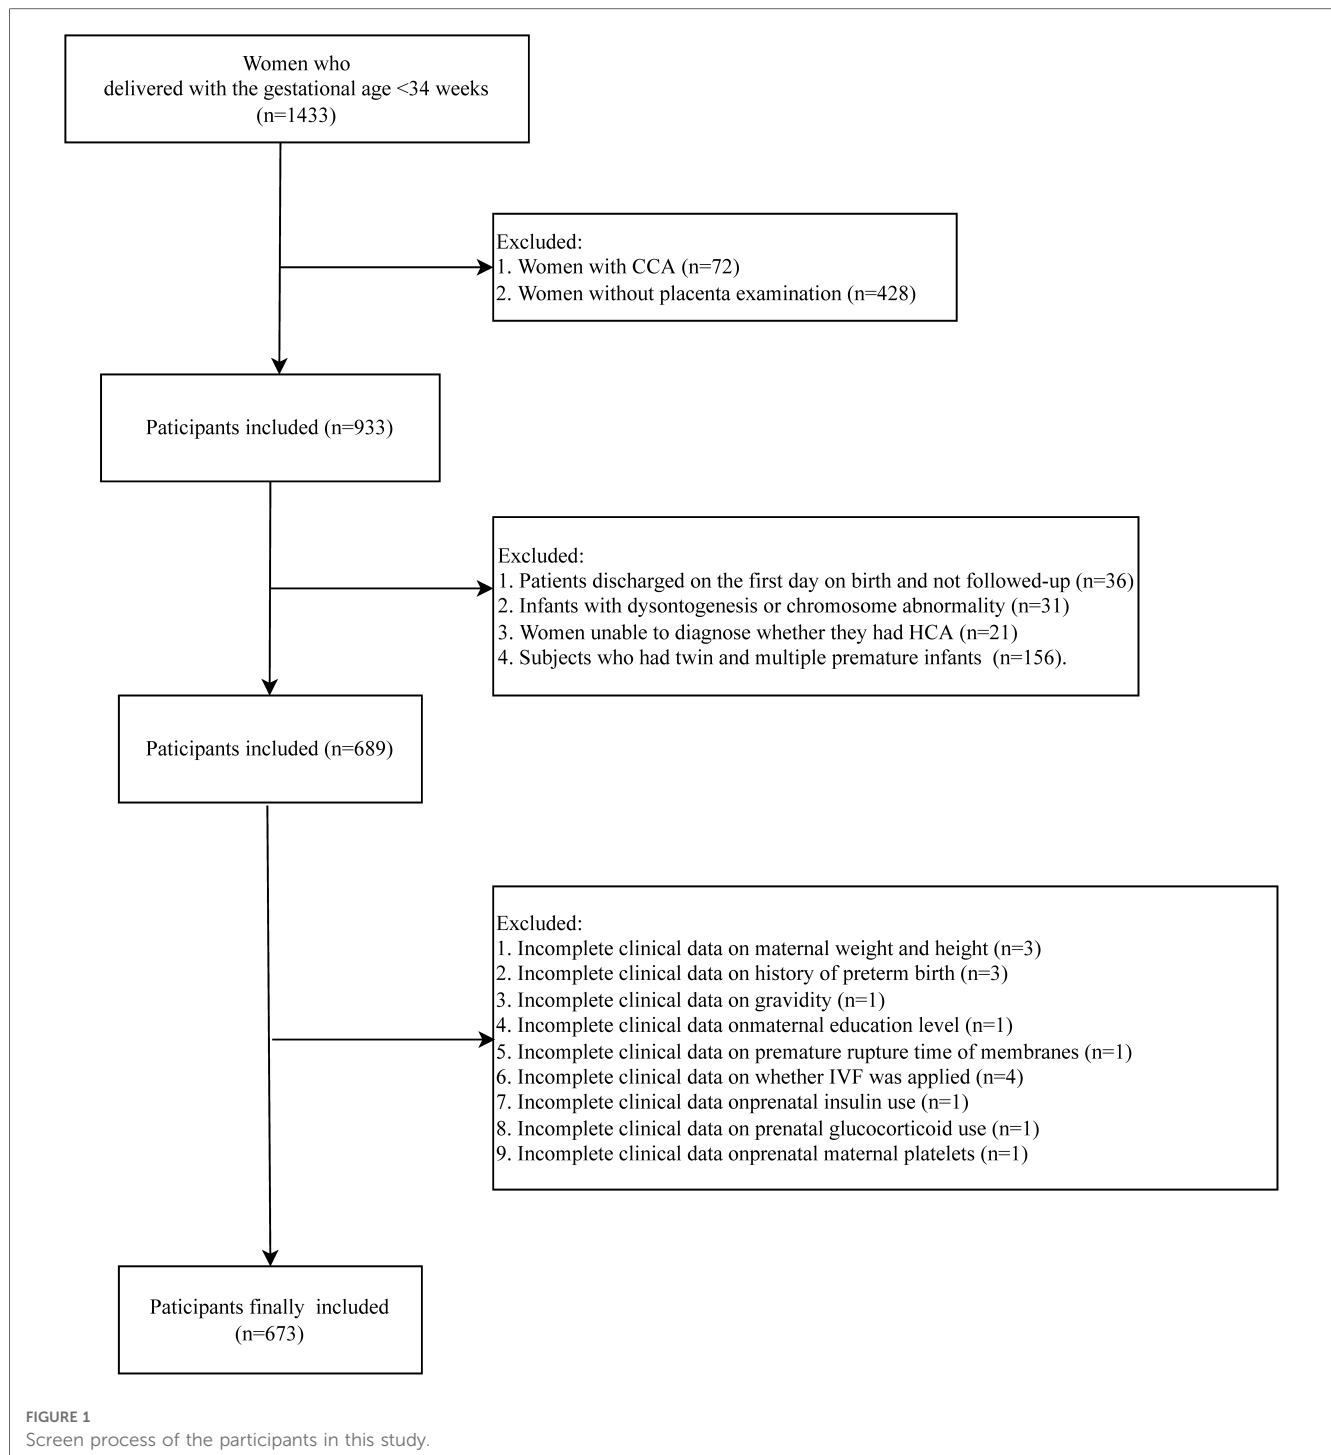 Women who
delivered with the gestational age <34 weeks
(n=1433)
Excluded:
1. Women with CCA (n=72)
2. Women without placenta examination (n=428)
Paticipants included (n=933)
Excluded:
1. Patients discharged on the first day on birth and not followed-up (n=36)
2. Infants with dysontogenesis or chromosome abnormality (n=31)
3. Women unable to diagnose whether they had HCA (n=21)
4. Subjects who had twin and multiple premature infants  (n=156).
Paticipants included (n=689)
Excluded:
1. Incomplete clinical data on maternal weight and height (n=3)
2. Incomplete clinical data on history of preterm birth (n=3)
3. Incomplete clinical data on gravidity (n=1)
4. Incomplete clinical data onmaternal education level (n=1)
5. Incomplete clinical data on premature rupture time of membranes (n=1)
6. Incomplete clinical data on whether IVF was applied (n=4)
7. Incomplete clinical data onprenatal insulin use (n=1)
8. Incomplete clinical data on prenatal glucocorticoid use (n=1)
9. Incomplete clinical data onprenatal maternal platelets (n=1)
Paticipants finally  included
(n=673)
FIGURE 1
Screen process of the participants in this study.